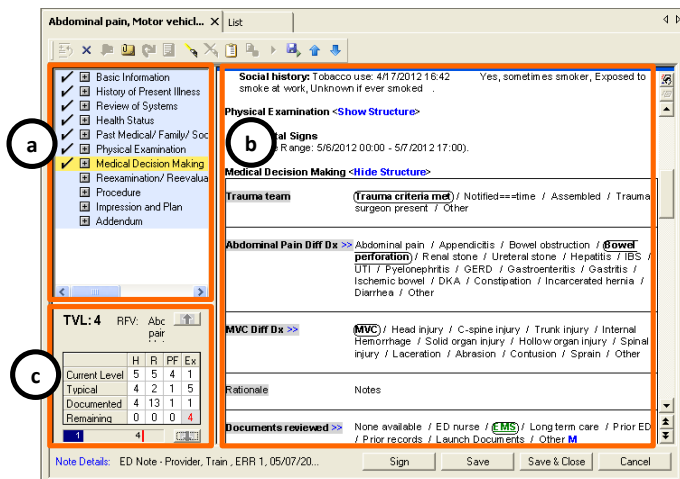 Abdominal pain, Motor vehicl... X List
Basic Information
History of Present Illness
Review of Systems
Health Status
Past Medical/ Family/ Soc
Physical Examination
Medical Decision Making
Reexamination/ Reevalua
Procedure
Impression and Plan
Addendum
a
TVL: 4 RFV: Abc
pair
H R PF Ex
Current Level 5 5 4 1
Typical 4 2 1 5
Documented 4 13 1 1
Remaining 0 0 0 4
1 4
c
Social history: Tobacco use: 4/17/2012 16:42 Yes, sometimes smoker, Exposed to
smoke at work, Unknown if ever smoked .
Physical Examination <Show Structure>
b
tal Signs
e Range: 5/6/2012 00:00 - 5/7/2012 17:00).
Medical Decision Making <Hide Structure>
Trauma team Trauma criteria met / Notified===time / Assembled / Trauma
surgeon present / Other
Abdominal Pain Diff Dx >> Abdominal pain / Appendicitis / Bowel obstruction / Bowel
perforation / Renal stone / Ureteral stone / Hepatitis / IBS /
UTI / Pyelonephritis / GERD / Gastroenteritis / Gastritis /
Ischemic bowel / DKA / Constipation / Incarcerated hernia /
Diarrhea / Other
MVC Diff Dx >> MVC / Head injury / C-spine injury / Trunk injury / Internal
Hemorrhage / Solid organ injury / Hollow organ injury / Spinal
injury / Laceration / Abrasion / Contusion / Sprain / Other
Rationale Notes
Documents reviewed >> None available / ED nurse / EMS / Long term care / Prior ED
/ Prior records / Launch Documents / Other M
Note Details: ED Note - Provider, Train , ERR 1, 05/07/20... Sign Save Save & Close Cancel